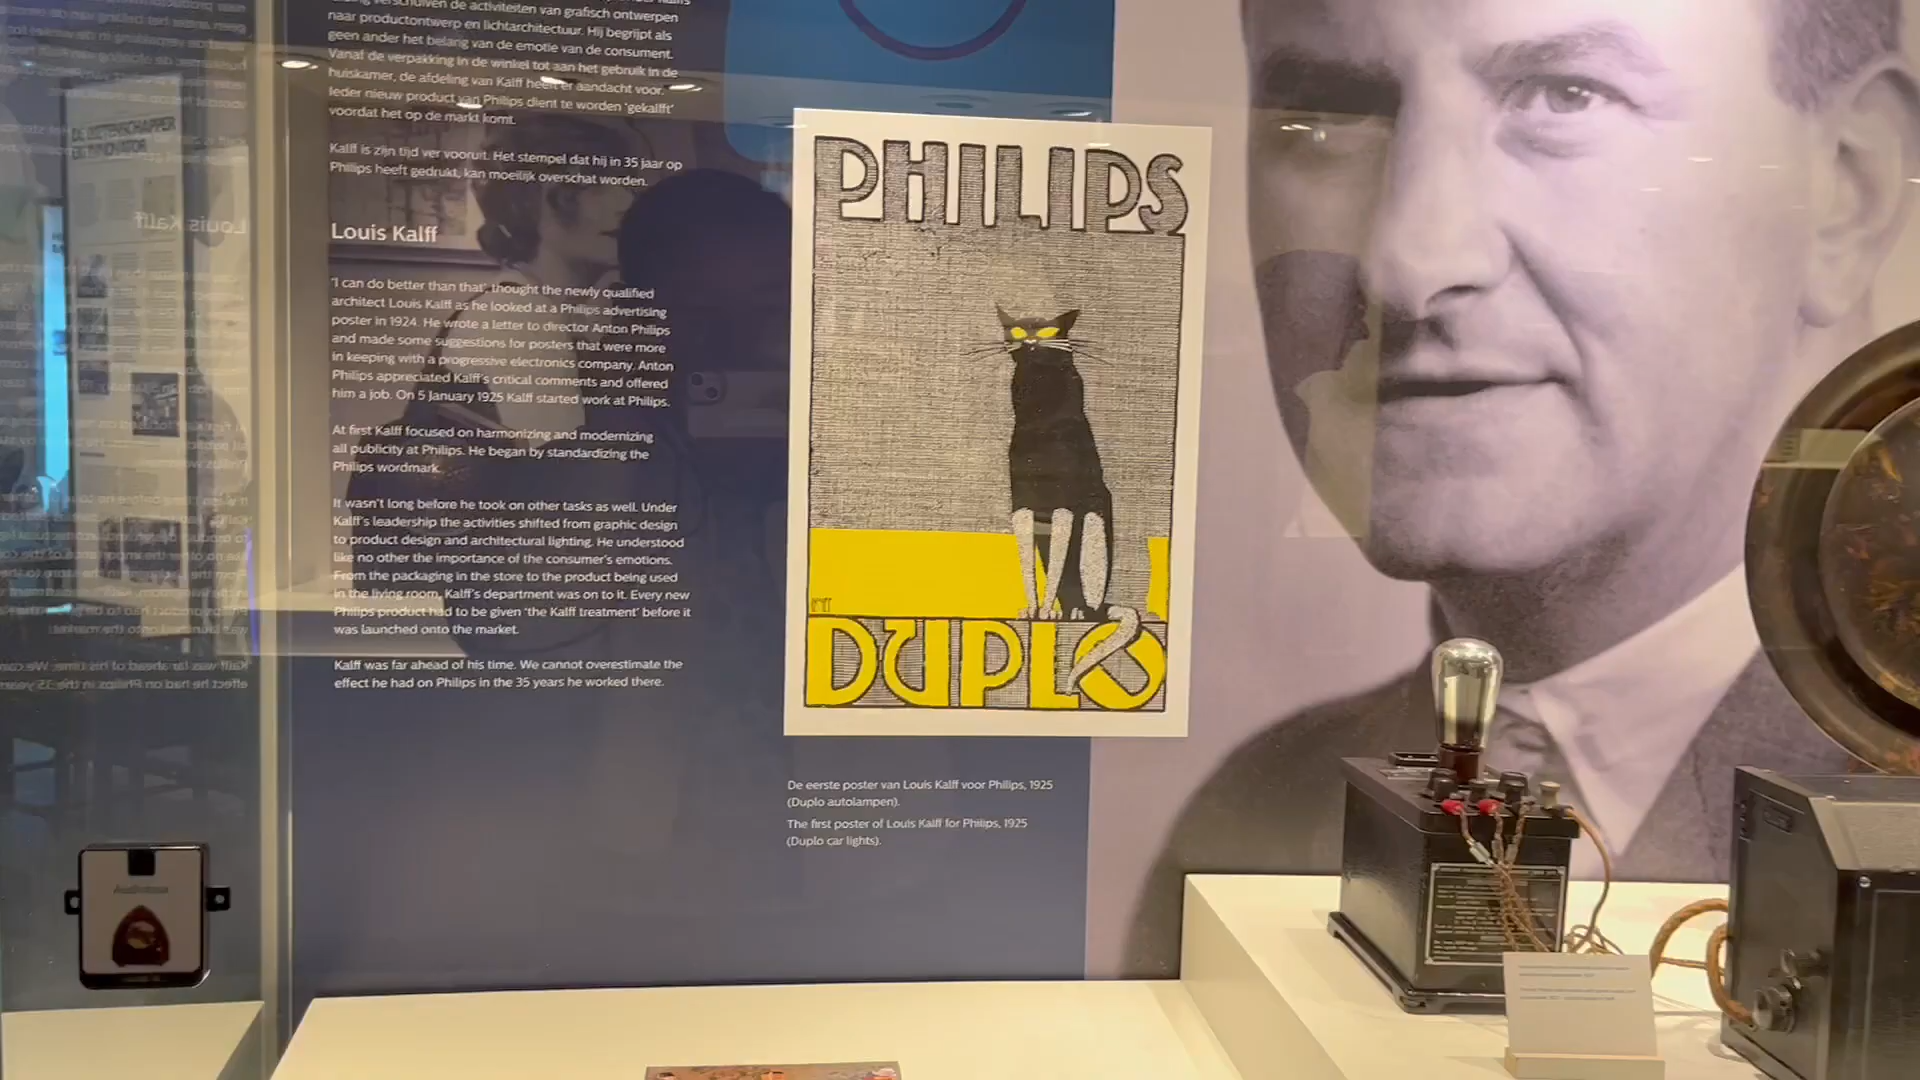 naar productontwerp en lichtarchitectuur. Hij begrijpt als
geen ander het belang van de emotie van de consument.
Vanaf de verpakking in de winkel tot aan het gebruik in de
huiskamer, de afdeling van Kalff heeft er aandacht voor.
Ieder nieuw product van Philips dient te worden 'gekalfft'
voordat het op de markt komt.
Kalff is zijn tijd ver vooruit. Het stempel dat hij in 35 jaar op
Philips heeft gedrukt, kan moeilijk overschat worden.
Louis Kalff
'I can do better than that', thought the newly qualified
architect Louis Kalff as he looked at a Philips advertising
poster in 1924. He wrote a letter to director Anton Philips
and made some suggestions for posters that were more
in keeping with a progressive electronics company. Anton
Philips appreciated Kalff's critical comments and offered
him a job. On 5 January 1925 Kalff started work at Philips.
At first Kalff focused on harmonizing and modernizing
all publicity at Philips. He began by standardizing the
Philips wordmark.
It wasn't long before he took on other tasks as well. Under
Kalff's leadership the activities shifted from graphic design
to product design and architectural lighting. He understood
like no other the importance of the consumer's emotions.
From the packaging in the store to the product being used
in the living room, Kalff's department was on to it. Every new
Philips product had to be given 'the Kalff treatment' before it
was launched onto the market.
Kalff was far ahead of his time. We cannot overestimate the
effect he had on Philips in the 35 years he worked there.
PHILIPS
DUPLO
De eerste poster van Louis Kalff voor Philips, 1925
(Duplo autolampen).
The first poster of Louis Kalff for Philips, 1925
(Duplo car lights).